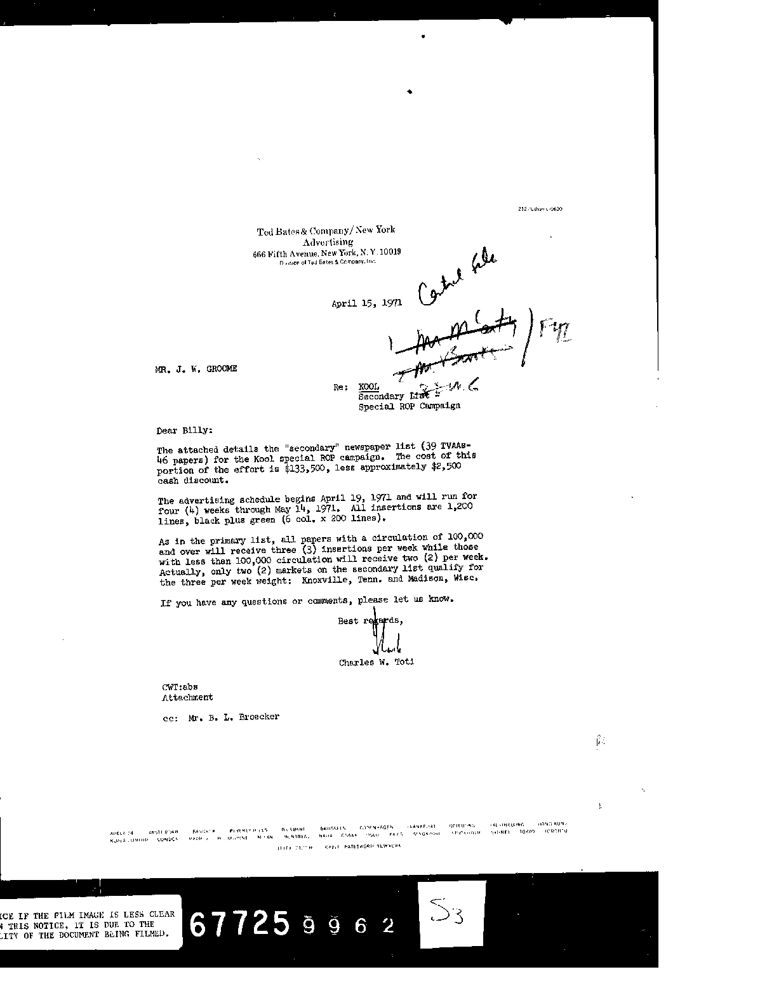 Ted Bates & Company/New York
Advertising
666 Fifth Avenue, New York, N.Y. 10019
Division of Ted Bates & Company, Inc.
Central file
April 15, 1971
FYI
MR. J. W. GROOME
Re: KOOL
Secondary List
Special ROP Campaign
Dear Billy:
The attached details the "secondary" newspaper list (39 TVAAs-
46 papers) for the Kool special ROP campaign. The cost of this
portion of the effort is $133,500, less approximately $2,500
cash discount.
The advertising schedule begins April 19, 1971 and will run for
four (4) weeks through May 14, 1971. All insertions are 1,200
lines, black plus green (6 col. x 200 lines).
As in the primary list, all papers with a circulation of 100,000
and over will receive three (3) insertions per week while those
with less than 100,000 circulation will receive two (2) per week.
Actually, only two (2) markets on the secondary list qualify for
the three per week weight: Knoxville, Tenn. and Madison, Wisc.
If you have any questions or comments, please let us know.
Best regards,
Charles W. Toti
CWT:abs
Attachment
cc: Mr. B. L. Broecker
ICE IF THE FILM IMAGE IS LESS CLEAR
N THIS NOTICE, IT IS DUE TO THE
LITY OF THE DOCUMENT BEING FILMED.
677259962
53